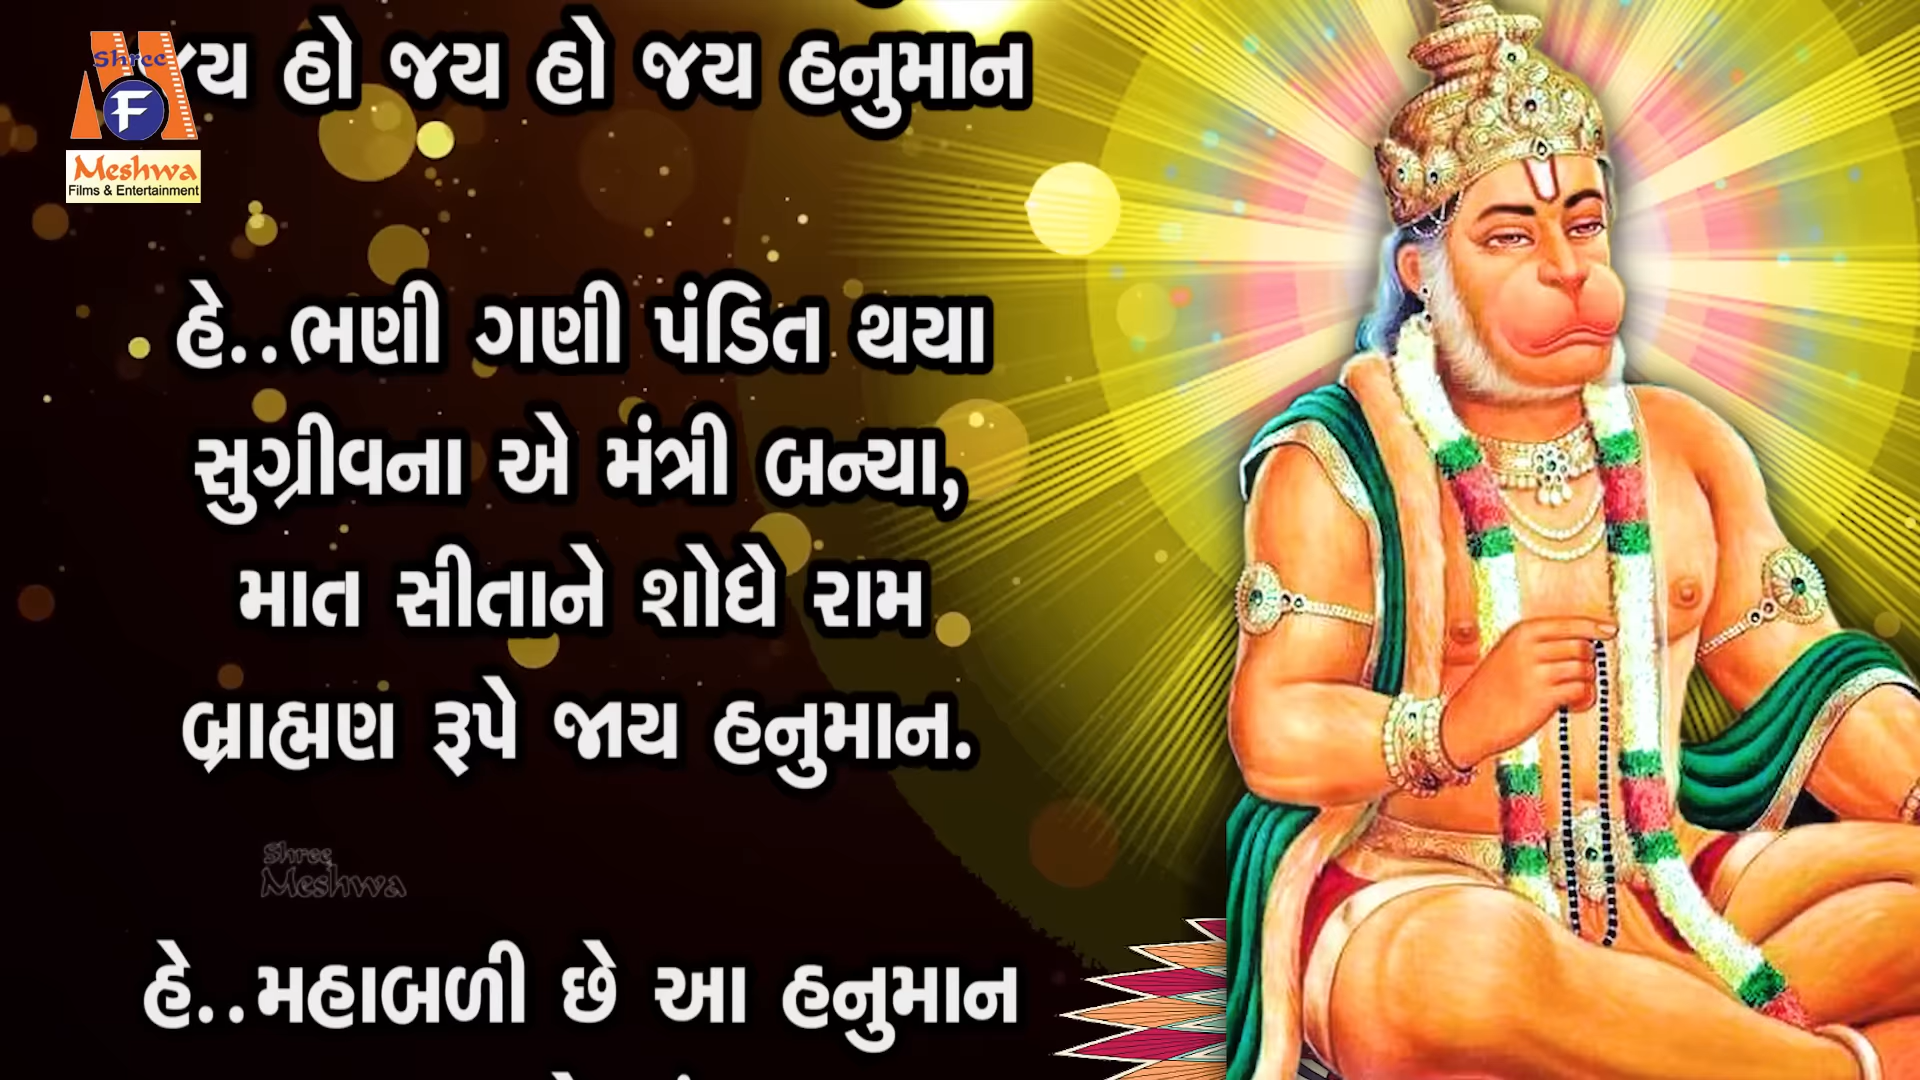 Shree
F
Meshwa
Films & Entertainment
જય હો જય હો જય હનુમાન
હે..ભણી ગણી પંડિત થયા
સુગ્રીવના એ મંત્રી બન્યા,
માત સીતાને શોધે રામ
બ્રાહ્મણ રૂપે જાય હનુમાન.
Shree
Meshwa
હે..મહાબળી છે આ હનુમાન